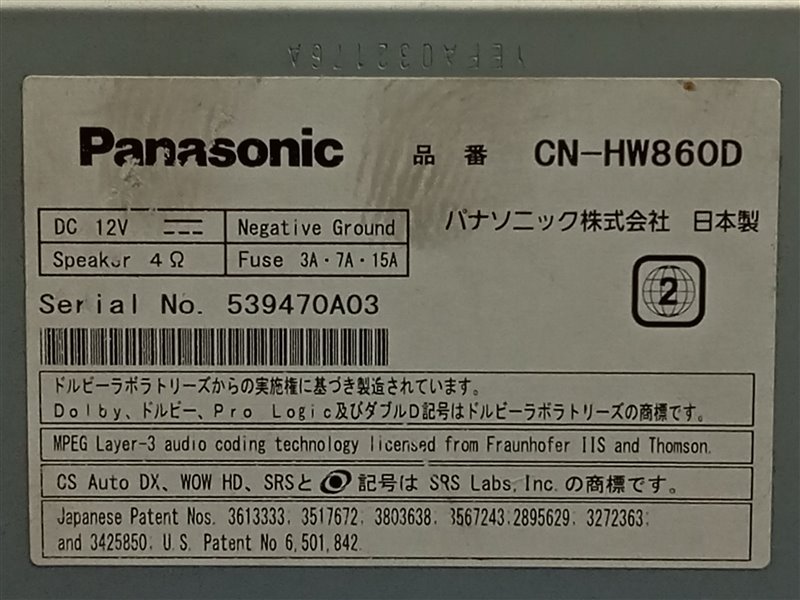 YEFA032176A
Panasonic 品番 CN-HW860D
DC 12V Negative Ground
Speaker 4Ω Fuse 3A・7A・15A
パナソニック株式会社 日本製
Serial No. 539470A03
2
ドルビーラボラトリーズからの実施権に基づき製造されています。
Dolby、ドルビー、Pro Logic及びダブルD記号はドルビーラボラトリーズの商標です。
MPEG Layer-3 audio coding technology licensed from Fraunhofer IIS and Thomson.
CS Auto DX、WOW HD、SRSと 記号は SRS Labs, Inc. の商標です。
Japanese Patent Nos. 3613333; 3517672; 3803638; 3567243; 2895629; 3272363;
and 3425850; U.S. Patent No 6,501,842.